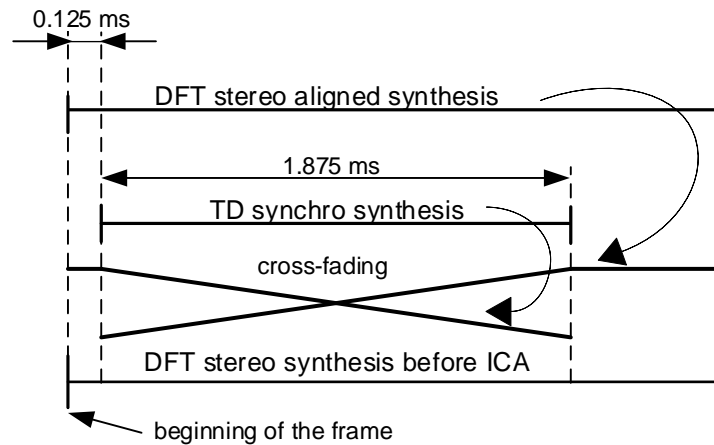 0.125 ms
DFT stereo aligned synthesis
1.875 ms
TD synchro synthesis
cross-fading
DFT stereo synthesis before ICA
beginning of the frame